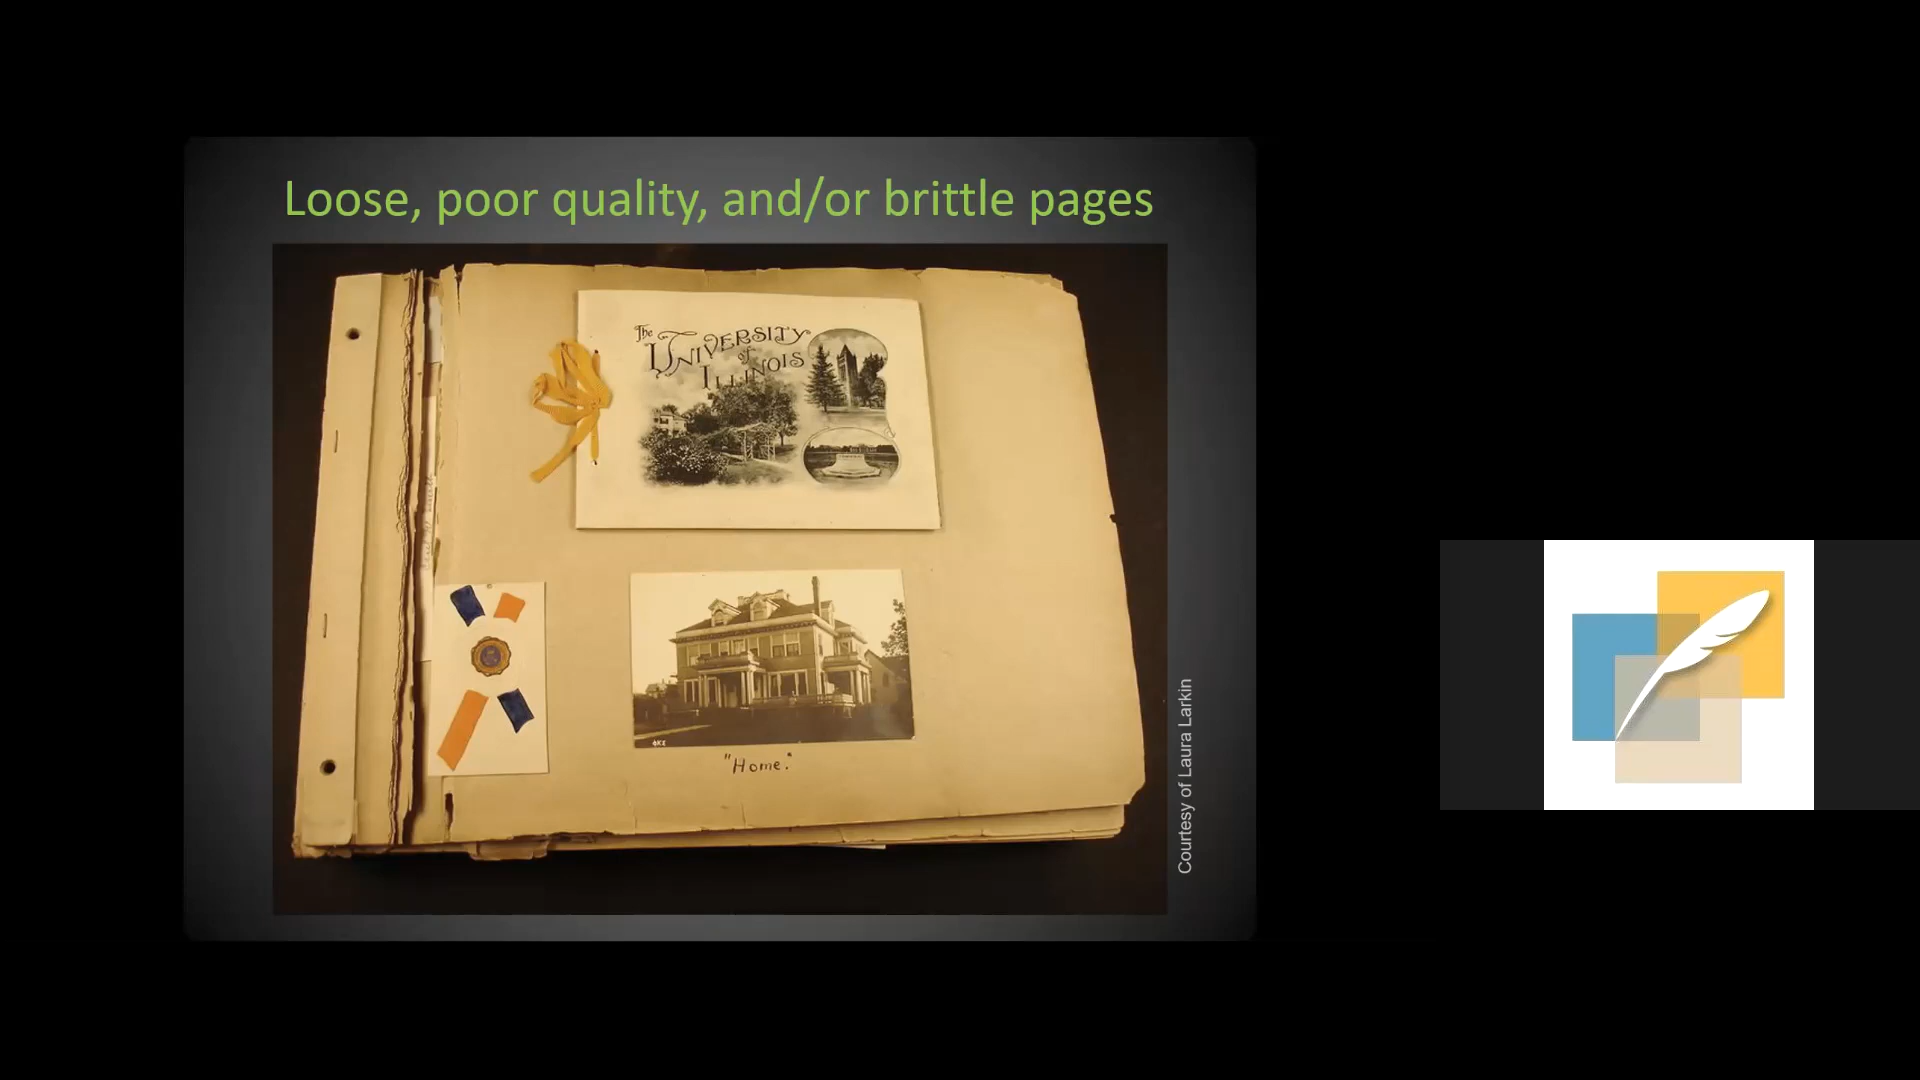 Loose, poor quality, and/or brittle pages
The
UNIVERSITY
of
ILLINOIS
"Home."
Courtesy of Laura Larkin